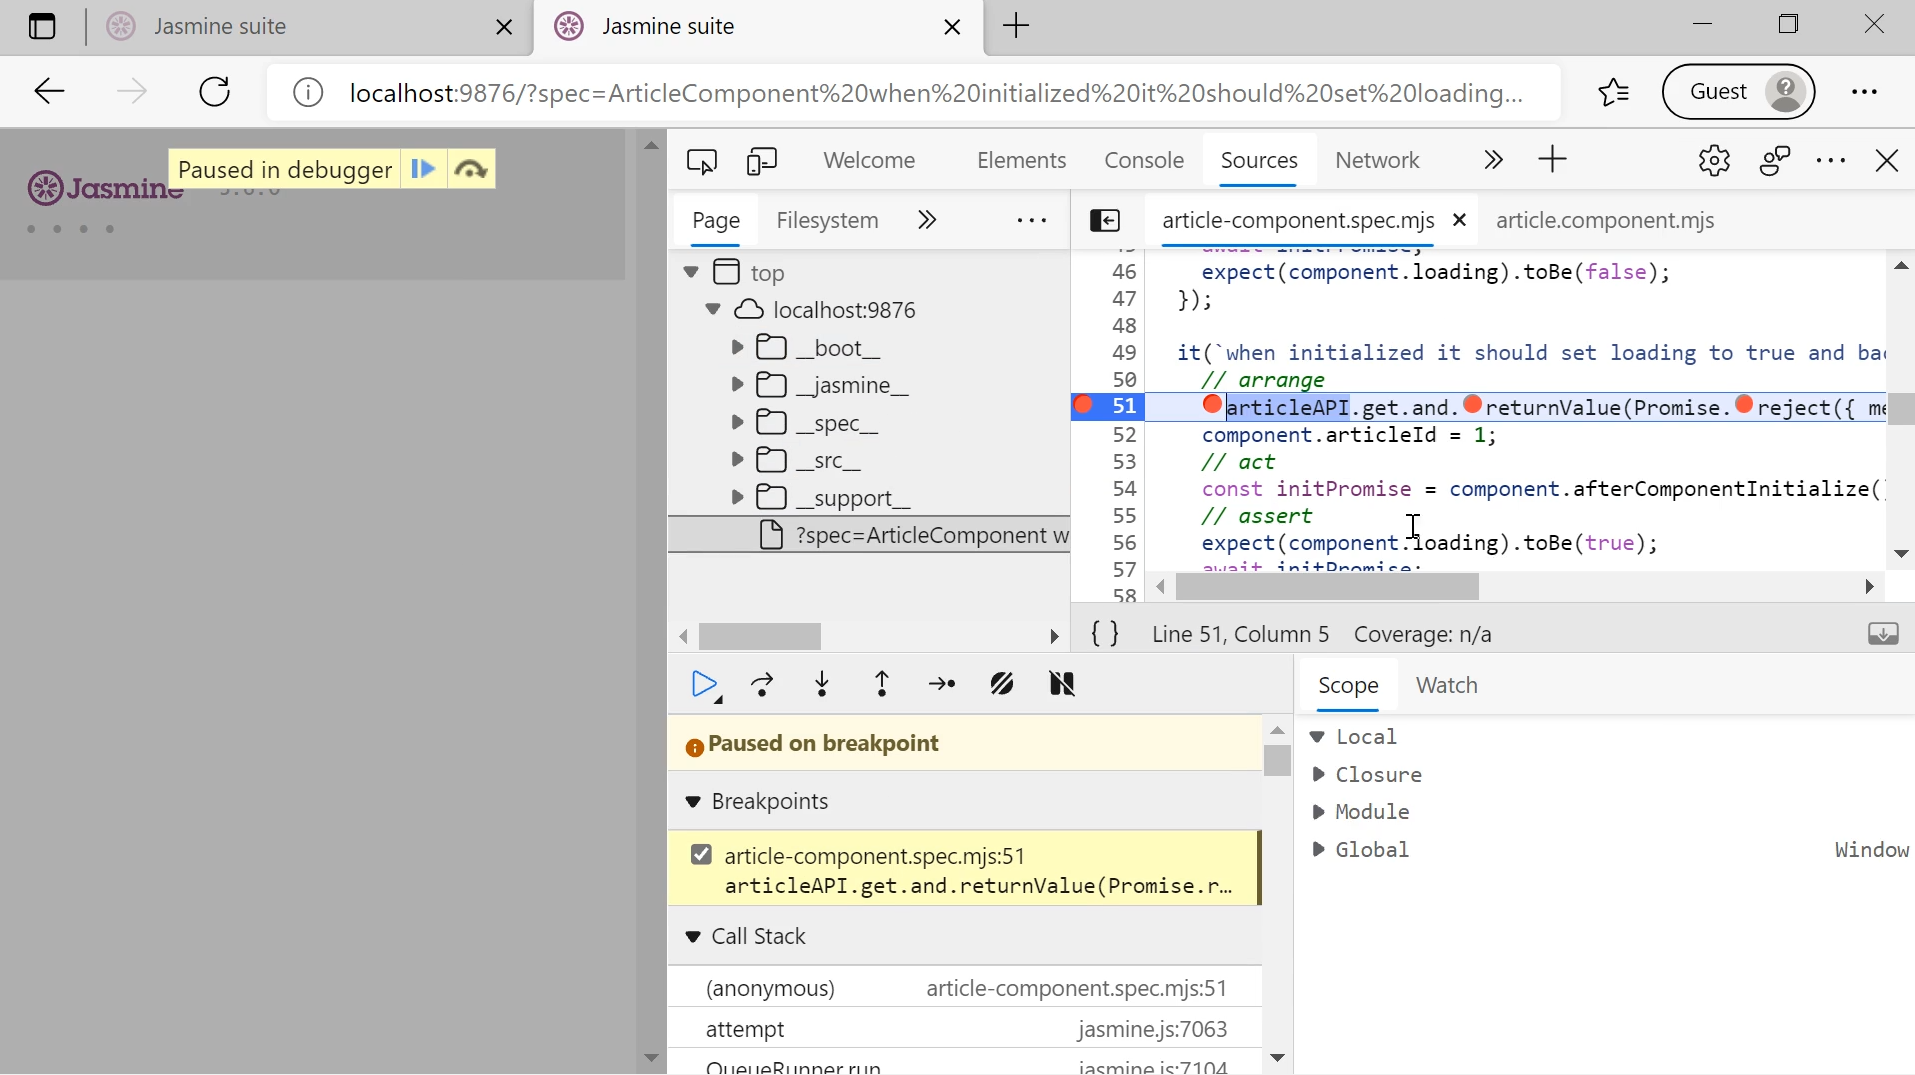 Jasmine suite
Jasmine suite
localhost:9876/?spec=ArticleComponent%20when%20initialized%20it%20should%20set%20loading...
Guest
Paused in debugger
Jasmine
Welcome
Elements
Console
Sources
Network
Page
Filesystem
article-component.spec.mjs
article.component.mjs
top
localhost:9876
__boot__
__jasmine__
__spec__
__src__
__support__
?spec=ArticleComponent w
46 expect(component.loading).toBe(false);
47 });
48
49 it(`when initialized it should set loading to true and bac
50 // arrange
51 articleAPI.get.and.returnValue(Promise.reject({ me
52 component.articleId = 1;
53 // act
54 const initPromise = component.afterComponentInitialize()
55 // assert
56 expect(component.loading).toBe(true);
57 await initPromise;
58
{ } Line 51, Column 5 Coverage: n/a
Paused on breakpoint
Breakpoints
article-component.spec.mjs:51
articleAPI.get.and.returnValue(Promise.r...
Call Stack
(anonymous) article-component.spec.mjs:51
attempt jasmine.js:7063
QueueRunner.run jasmine.js:7104
Scope
Watch
Local
Closure
Module
Global Window